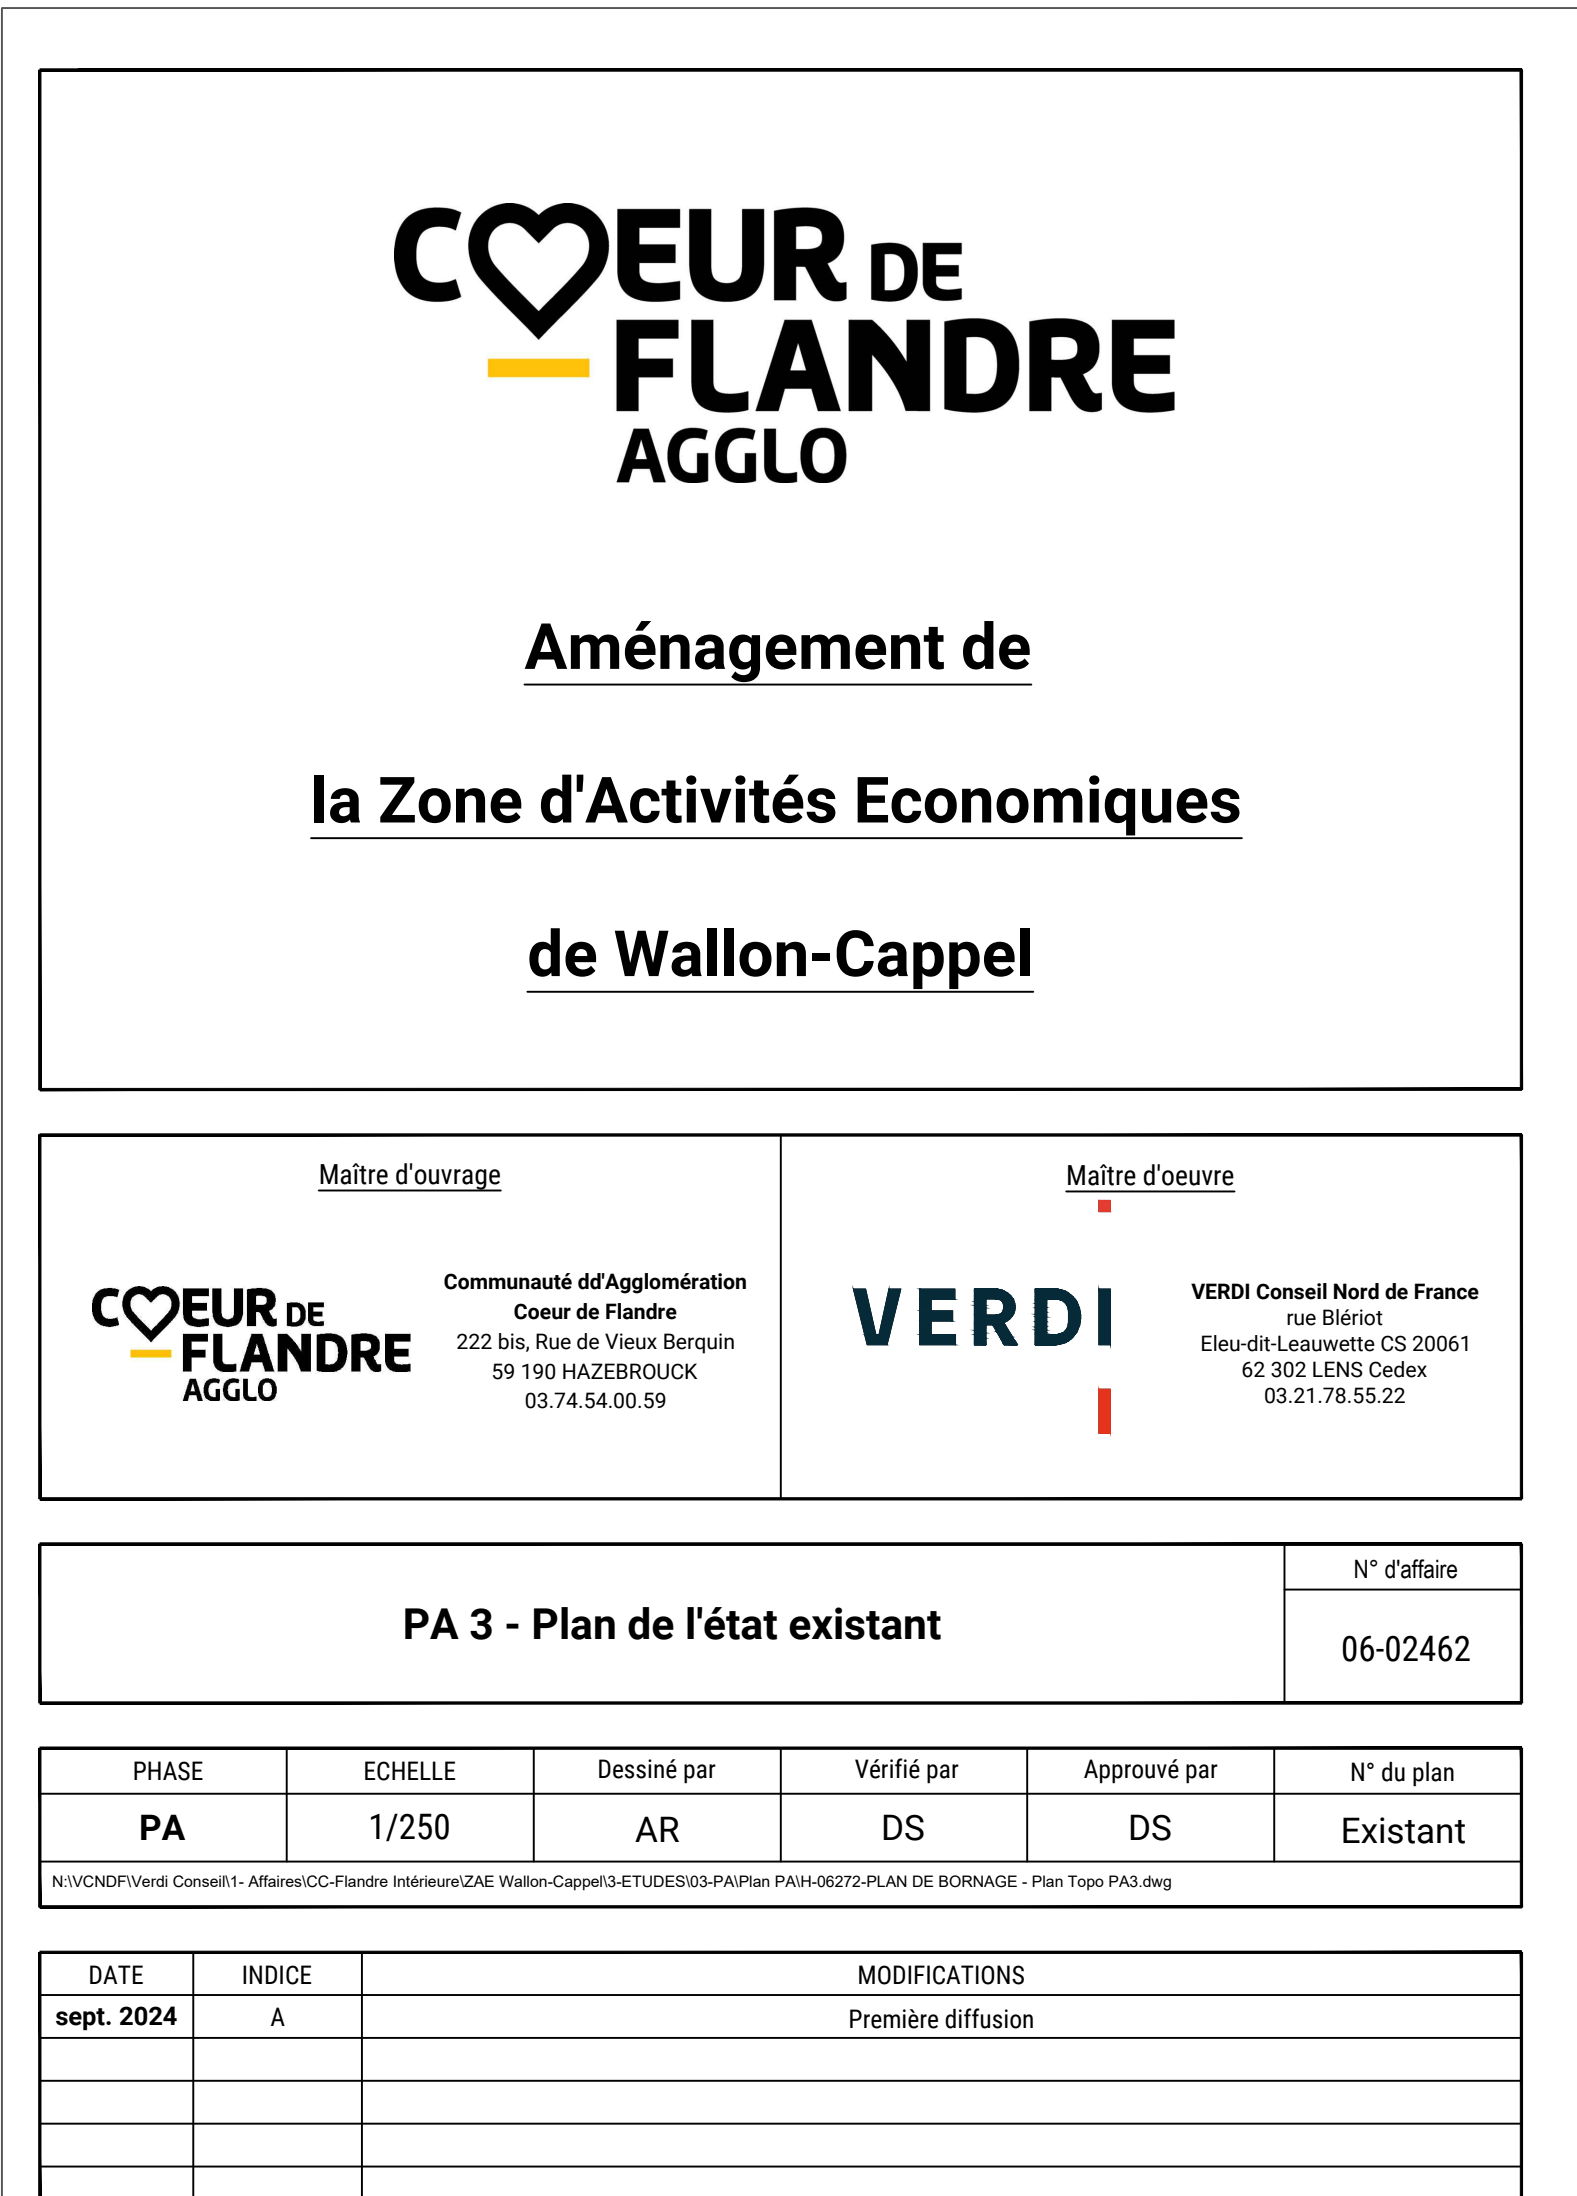 CŒUR DE
FLANDRE
AGGLO
Aménagement de
la Zone d'Activités Economiques
de Wallon-Cappel
Maître d'ouvrage
CŒUR DE
FLANDRE
AGGLO
Communauté dd'Agglomération
Coeur de Flandre
222 bis, Rue de Vieux Berquin
59 190 HAZEBROUCK
03.74.54.00.59
Maître d'oeuvre
VERDI
VERDI Conseil Nord de France
rue Blériot
Eleu-dit-Leauwette CS 20061
62 302 LENS Cedex
03.21.78.55.22
PA 3 - Plan de l'état existant
N° d'affaire
06-02462
PHASE ECHELLE Dessiné par Vérifié par Approuvé par N° du plan
PA 1/250 AR DS DS Existant
N:\VCNDF\Verdi Conseil\1- Affaires\CC-Flandre Intérieure\ZAE Wallon-Cappel\3-ETUDES\03-PA\Plan PA\H-06272-PLAN DE BORNAGE - Plan Topo PA3.dwg
DATE INDICE MODIFICATIONS
sept. 2024 A Première diffusion